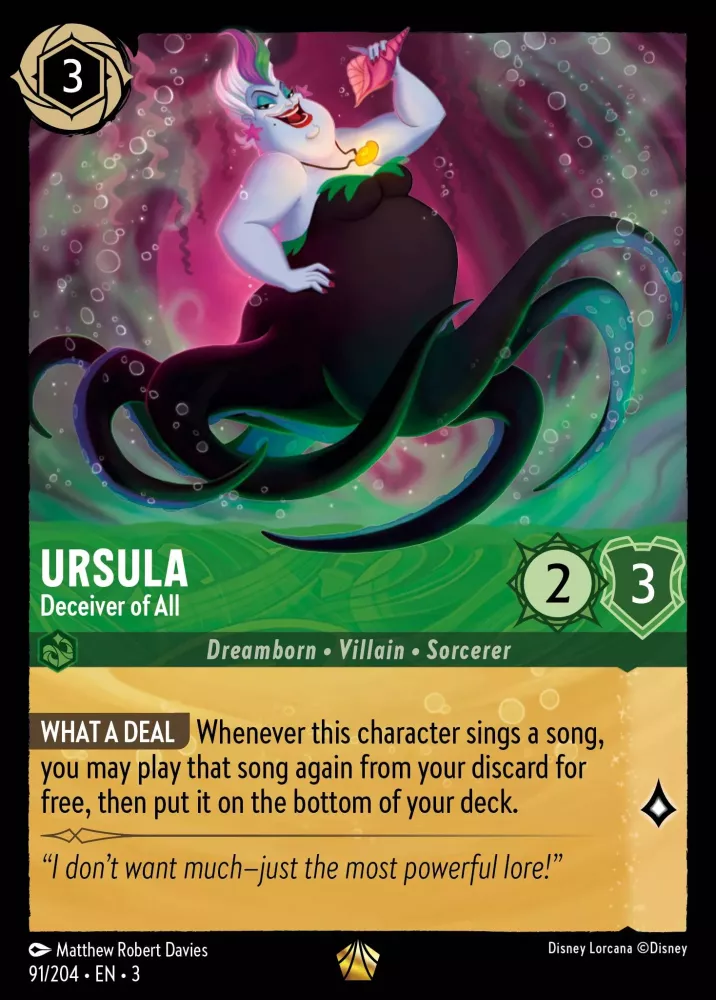 3
URSULA
Deceiver of All
2
3
Dreamborn • Villain • Sorcerer
WHAT A DEAL Whenever this character sings a song,
you may play that song again from your discard for
free, then put it on the bottom of your deck.
“I don’t want much—just the most powerful lore!”
Matthew Robert Davies
91/204 • EN • 3
Disney Lorcana ©Disney